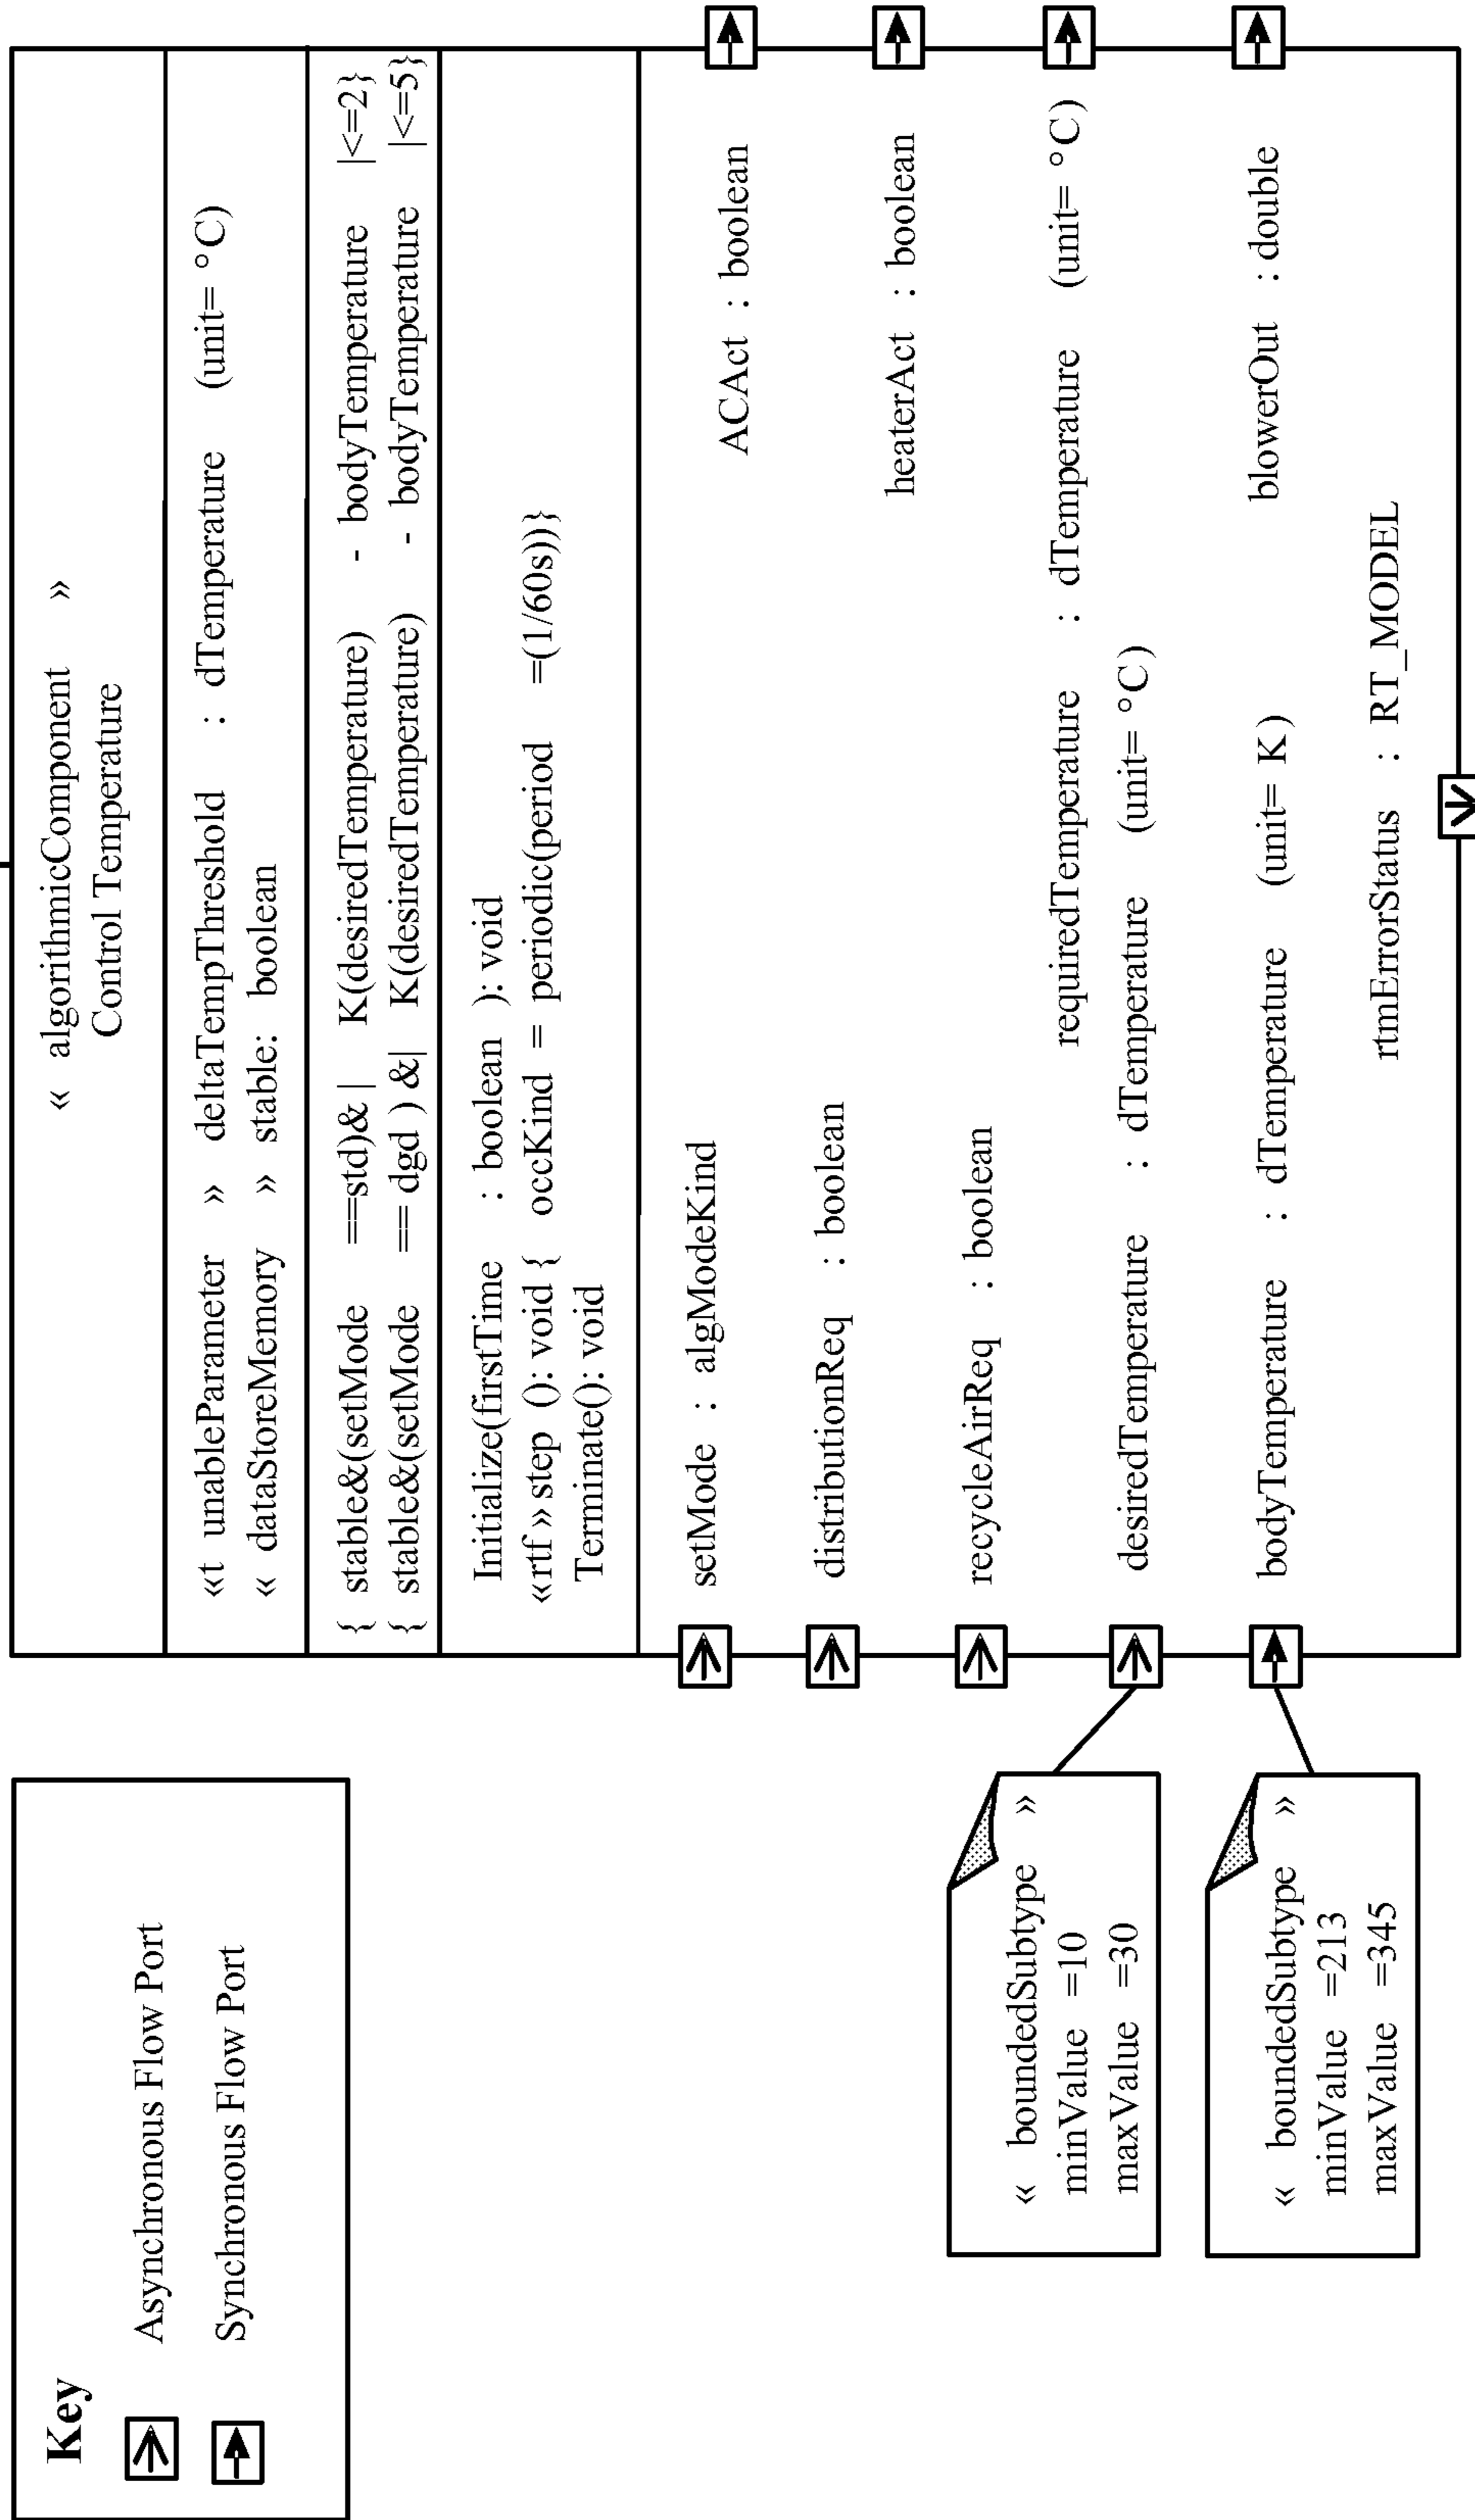 Key
Asynchronous Flow Port
Synchronous Flow Port
« algorithmicComponent »
Control Temperature
«t unableParameter » deltaTempThreshold : dTemperature (unit= °C)
« dataStoreMemory » stable: boolean
{ stable&(setMode ==std)& | K(desiredTemperature) - bodyTemperature |<=2}
{ stable&(setMode == dgd ) &| K(desiredTemperature) - bodyTemperature |<=5}
Initialize(firstTime : boolean ): void
«rtf » step (): void { occKind = periodic(period =(1/60s))}
Terminate(): void
setMode : algModeKind
ACAct : boolean
distributionReq : boolean
heaterAct : boolean
recycleAirReq : boolean
requiredTemperature : dTemperature (unit= °C)
desiredTemperature : dTemperature (unit= °C)
blowerOut : double
bodyTemperature : dTemperature (unit= K )
rtmErrorStatus : RT_MODEL
« boundedSubtype »
minValue =10
maxValue =30
« boundedSubtype »
minValue =213
maxValue =345